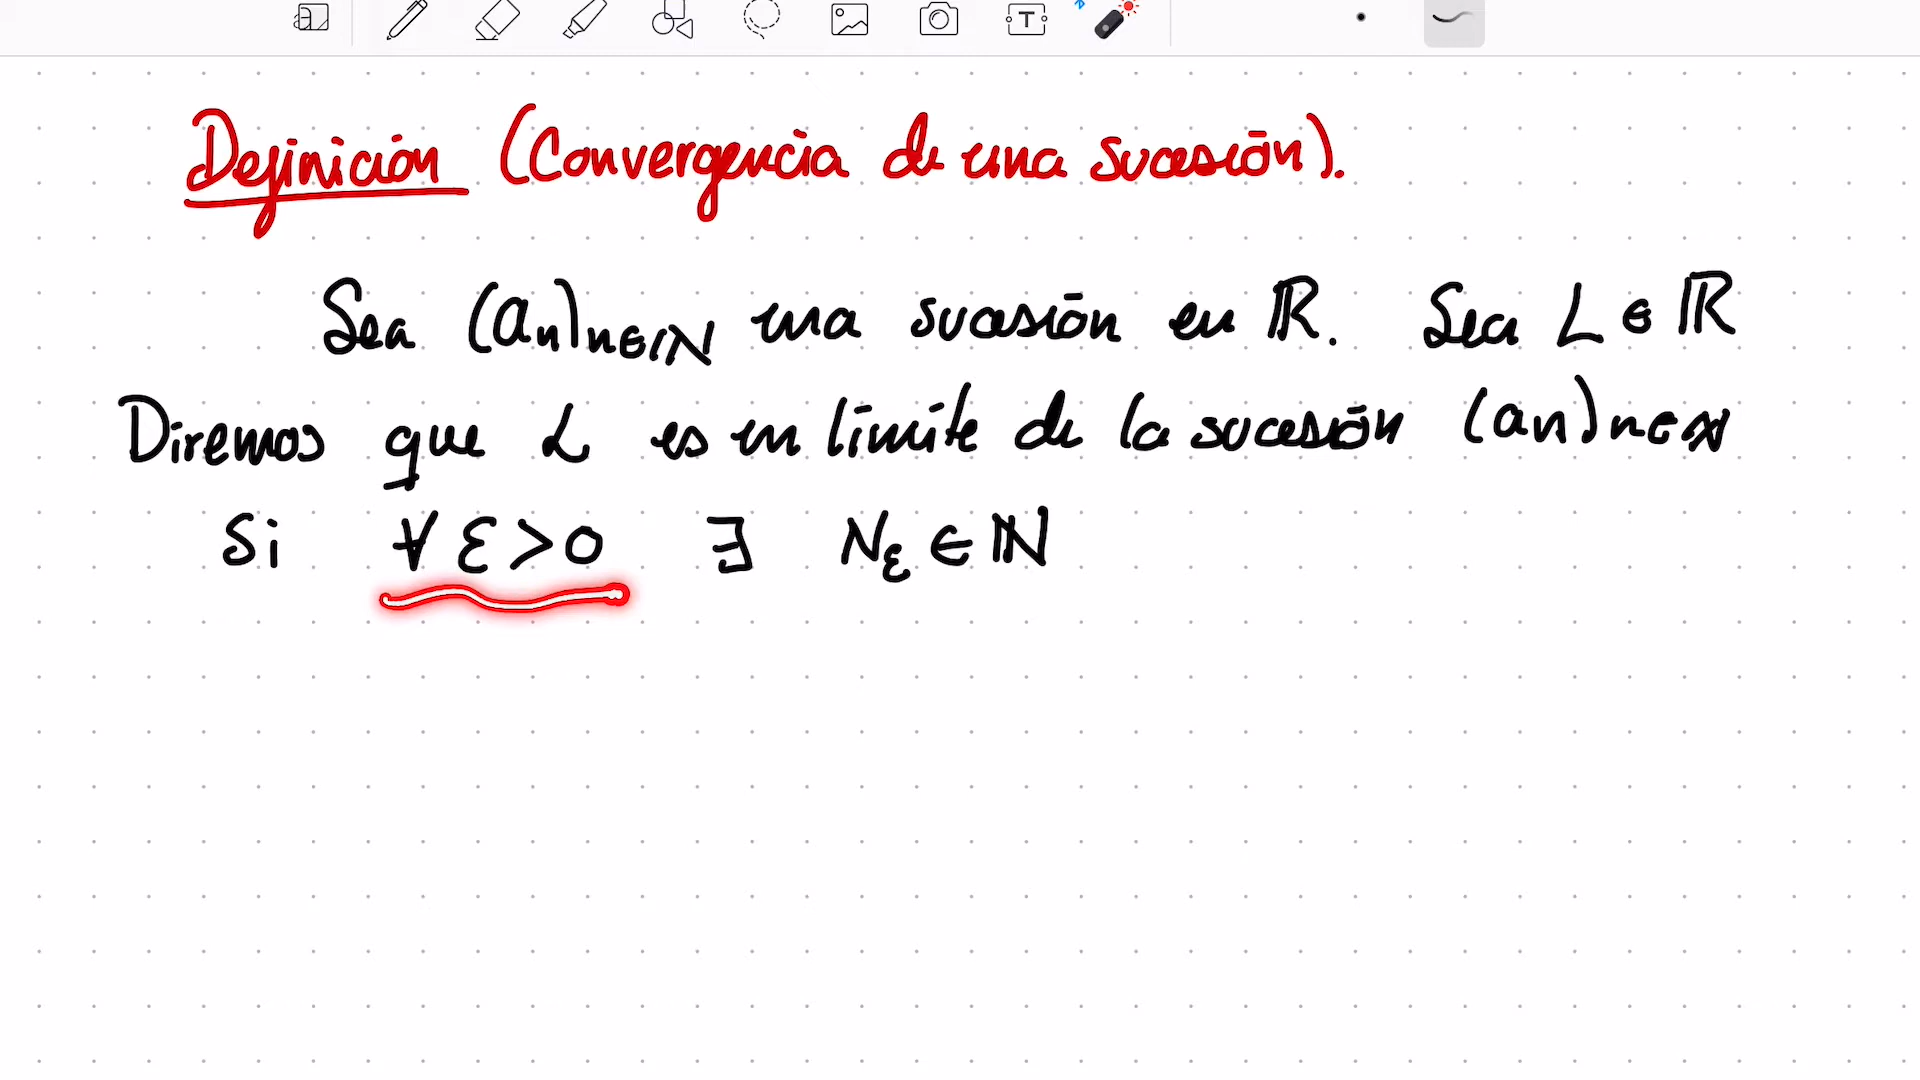 Definición (Convergencia de una sucesión).
Sea (an)n∈ℕ una sucesión en ℝ. Sea L ∈ ℝ
Diremos que L es un límite de la sucesión (an)n∈ℕ
Si ∀ ε > 0 ∃ Nε ∈ ℕ